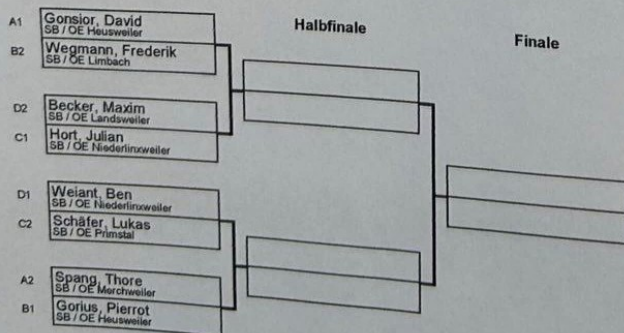 Halbfinale
Finale
A1 Gonsior, David
SB / OE Heusweiler
B2 Wegmann, Frederik
SB / OE Limbach
D2 Becker, Maxim
SB / OE Landsweiler
C1 Hort, Julian
SB / OE Niederlinxweiler
D1 Weiant, Ben
SB / OE Niederlinxweiler
C2 Schäfer, Lukas
SB / OE Primstal
A2 Spang, Thore
SB / OE Merchweiler
B1 Gorius, Pierrot
SB / OE Heusweiler